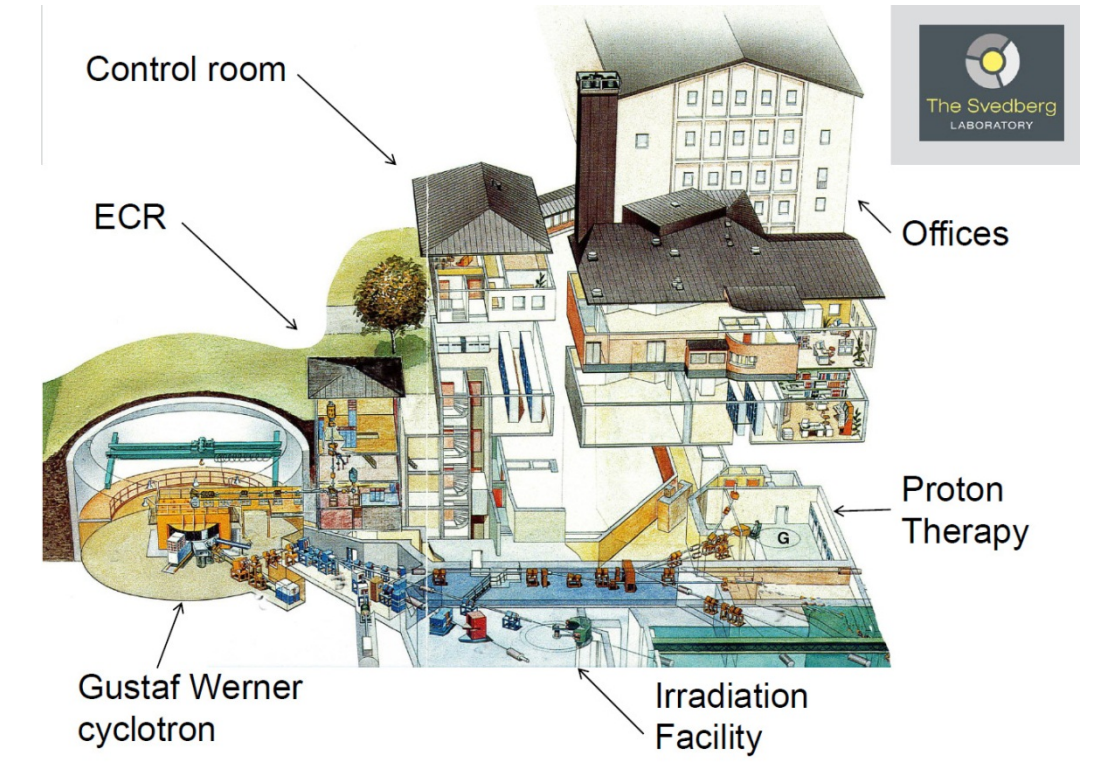 Control room
The Svedberg
LABORATORY
ECR
Offices
Proton
Therapy
G
Gustaf Werner
cyclotron
Irradiation
Facility